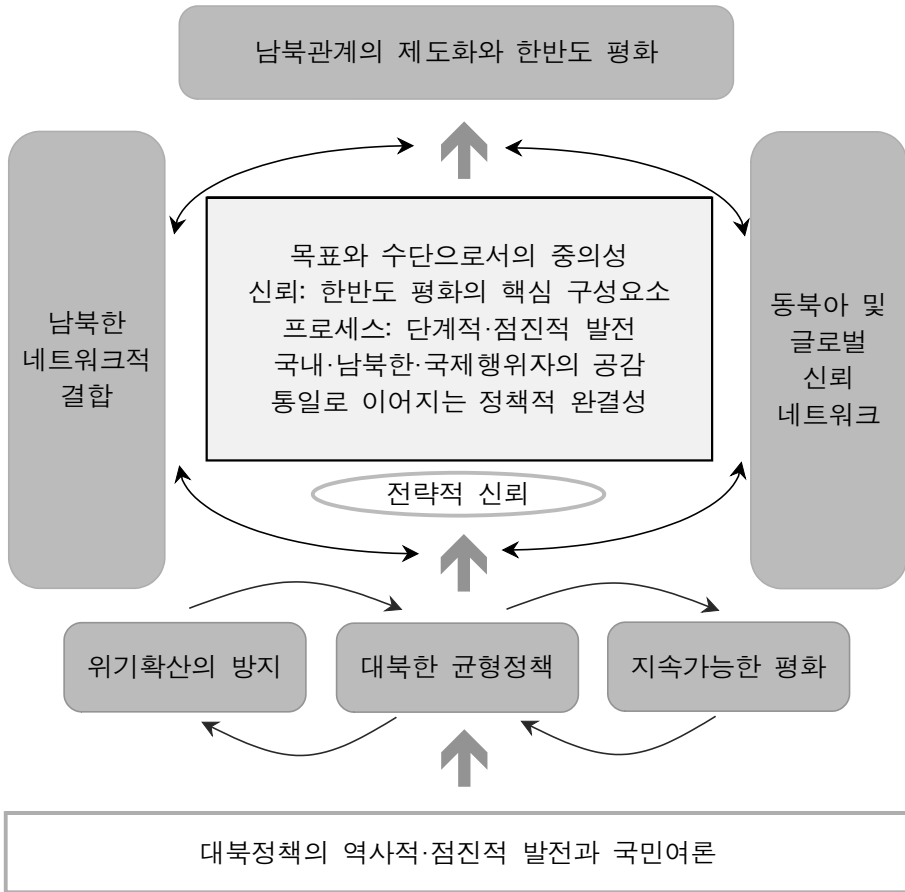 남북관계의 제도화와 한반도 평화
남북한
네트워크적
결합
목표와 수단으로서의 중의성
신뢰: 한반도 평화의 핵심 구성요소
프로세스: 단계적·점진적 발전
국내·남북한·국제행위자의 공감
통일로 이어지는 정책적 완결성
동북아 및
글로벌
신뢰
네트워크
전략적 신뢰
위기확산의 방지
대북한 균형정책
지속가능한 평화
대북정책의 역사적·점진적 발전과 국민여론